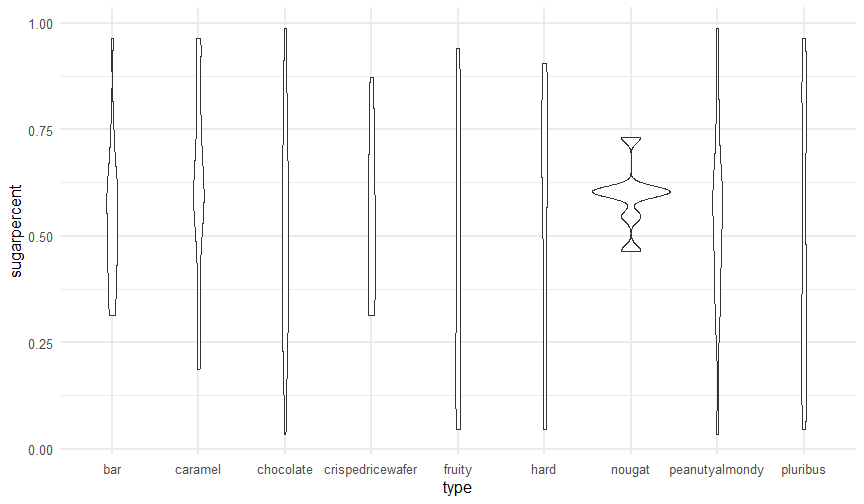 1.00
0.75
0.50
0.25
0.00
sugarpercent
bar caramel chocolate crispedricewafer fruity hard nougat peanutyalmondy pluribus
type